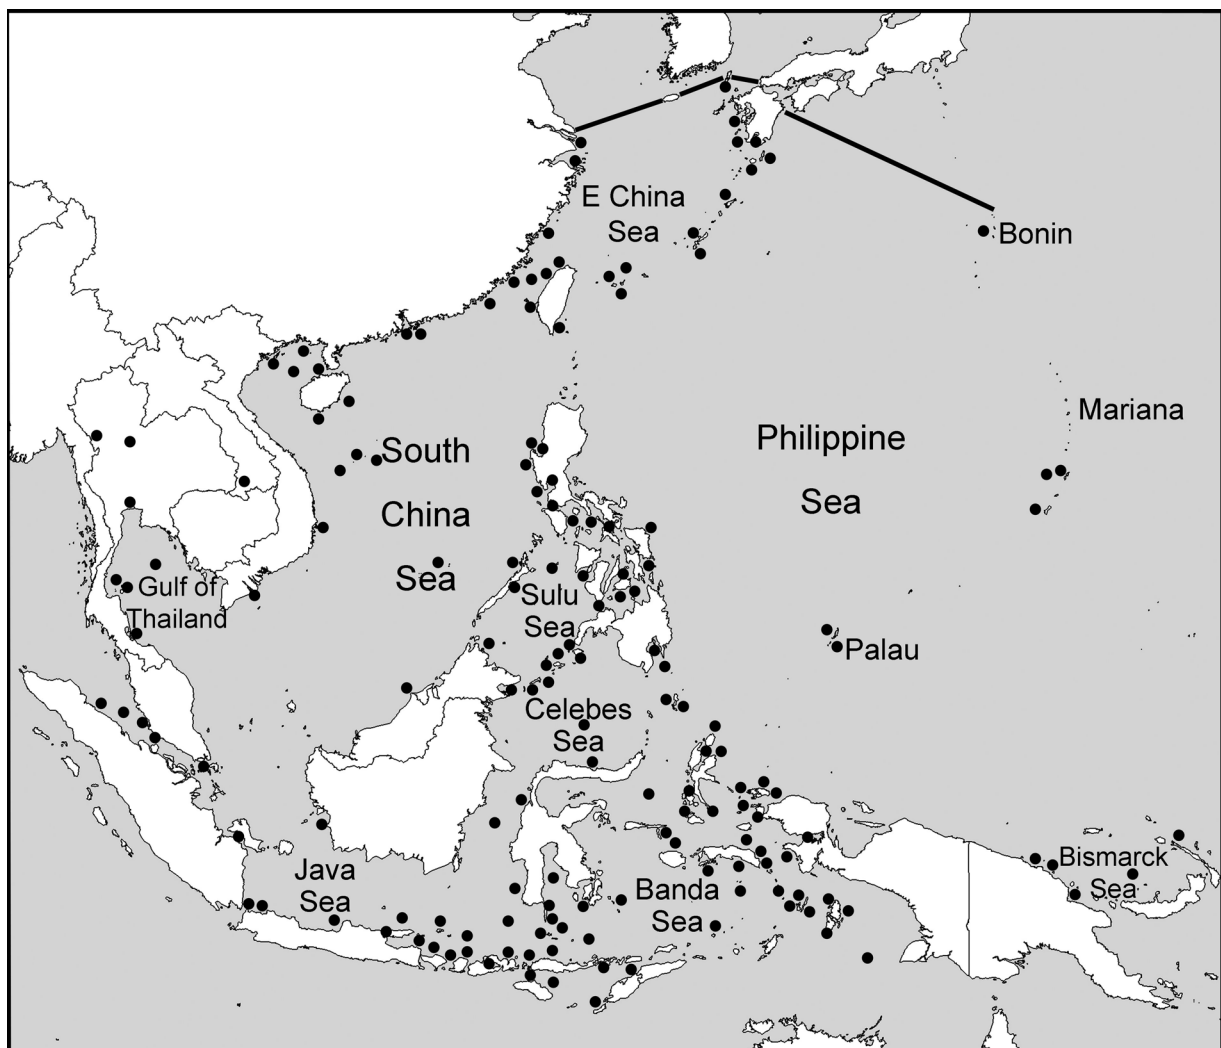 E China
Sea
Bonin
Mariana
South
China
Sea
Philippine
Sea
Gulf of
Thailand
Sulu
Sea
Palau
Celebes
Sea
Java
Sea
Banda
Sea
Bismarck
Sea